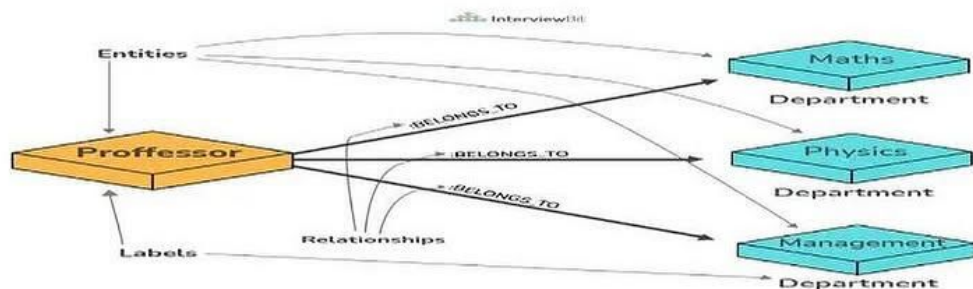 InterviewBit
Entities
Maths
Department
:BELONGS_TO
Proffessor
:BELONGS_TO
Physics
Department
:BELONGS_TO
Relationships
Management
Labels
Department